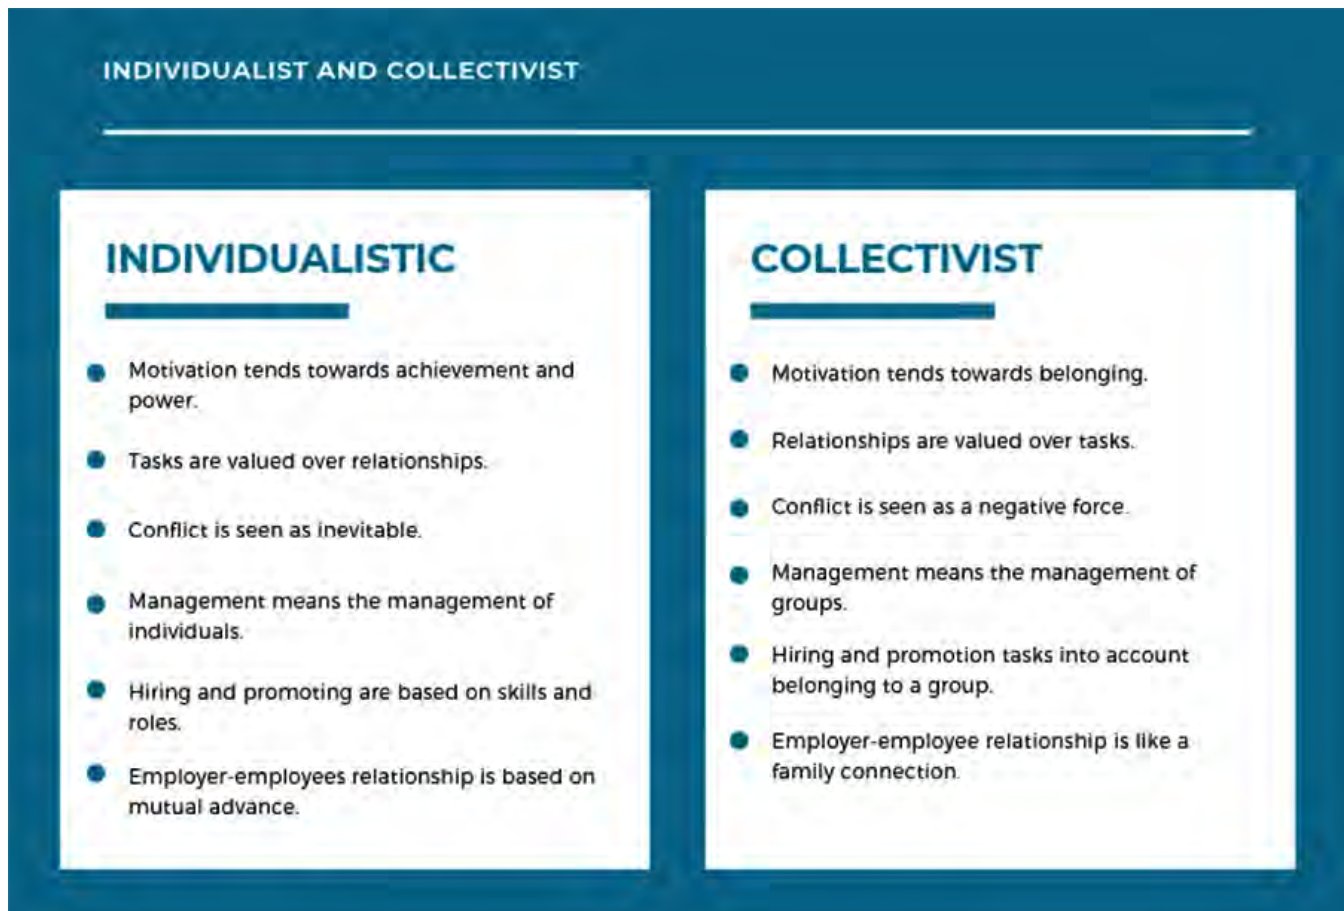 INDIVIDUALIST AND COLLECTIVIST
INDIVIDUALISTIC
Motivation tends towards achievement and
power.
Tasks are valued over relationships.
Conflict is seen as inevitable.
Management means the management of
individuals.
Hiring and promoting are based on skills and
roles.
Employer-employees relationship is based on
mutual advance.
COLLECTIVIST
Motivation tends towards belonging.
Relationships are valued over tasks.
Conflict is seen as a negative force.
Management means the management of
groups.
Hiring and promotion tasks into account
belonging to a group.
Employer-employee relationship is like a
family connection.